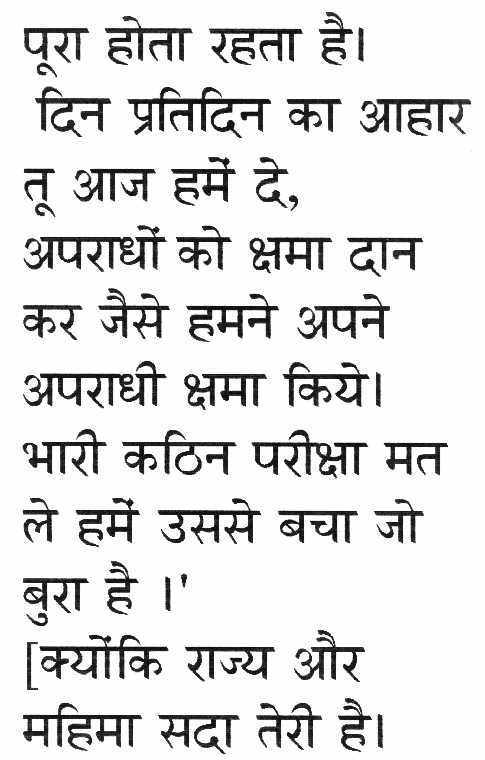 पूरा होता रहता है।
दिन प्रतिदिन का आहार
तू आज हमें दे,
अपराधों को क्षमा दान
कर जैसे हमने अपने
अपराधी क्षमा किये।
भारी कठिन परीक्षा मत
ले हमें उससे बचा जो
बुरा है ।'
[क्योंकि राज्य और
महिमा सदा तेरी है।